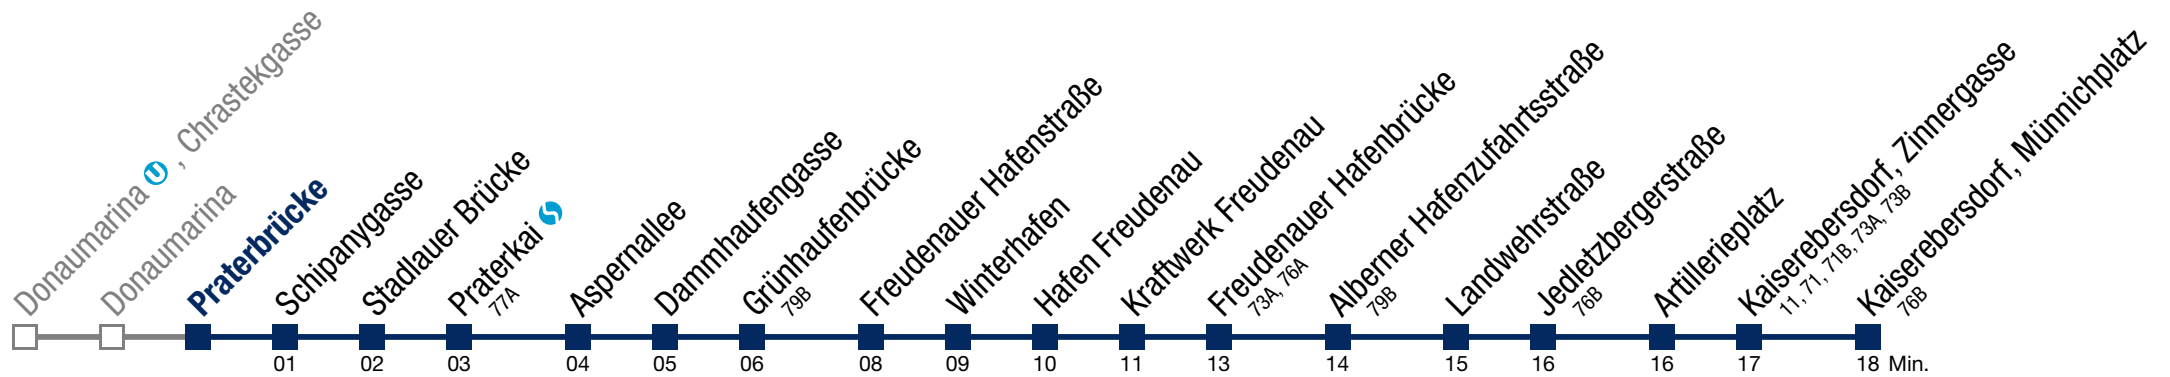 Donaumarina U, Chrastekgasse
Donaumarina
Praterbrücke
Schipanygasse
Stadlauer Brücke
Praterkai S
77A
Aspernallee
Dammhaufengasse
Grünhaufenbrücke
79B
Freudenauer Hafenstraße
Winterhafen
Hafen Freudenau
Kraftwerk Freudenau
Freudenauer Hafenbrücke
73A, 76A
Alberner Hafenzufahrtsstraße
79B
Landwehrstraße
Jedletzbergerstraße
76B
Artillerieplatz
Kaiserebersdorf, Zinnergasse
11, 71, 71B, 73A, 73B
Kaiserebersdorf, Münnichplatz
76B
01 02 03 04 05 06 08 09 10 11 13 14 15 16 16 17 18 Min.